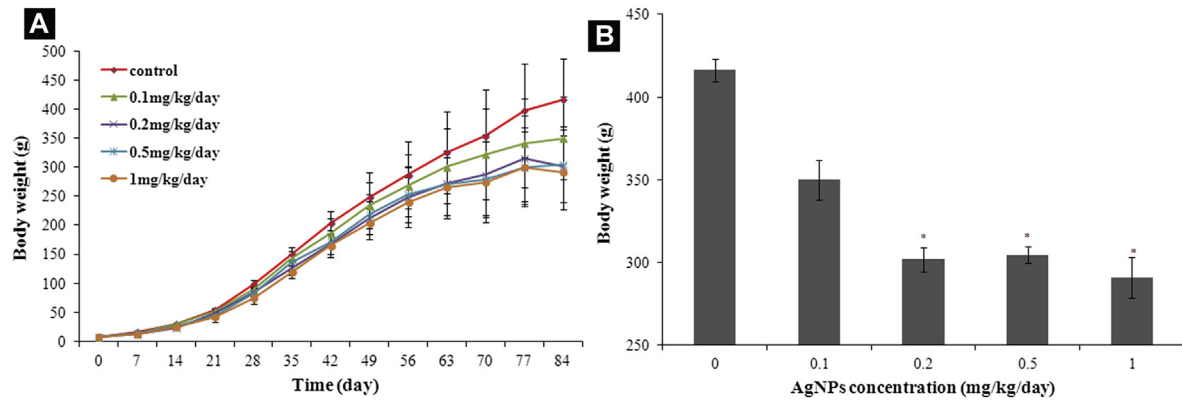 A
500
450
400
350
300
250
200
150
100
50
0
Body weight (g)
control
0.1mg/kg/day
0.2mg/kg/day
0.5mg/kg/day
1mg/kg/day
0 7 14 21 28 35 42 49 56 63 70 77 84
Time (day)
B
450
400
350
300
250
Body weight (g)
* * *
0 0.1 0.2 0.5 1
AgNPs concentration (mg/kg/day)